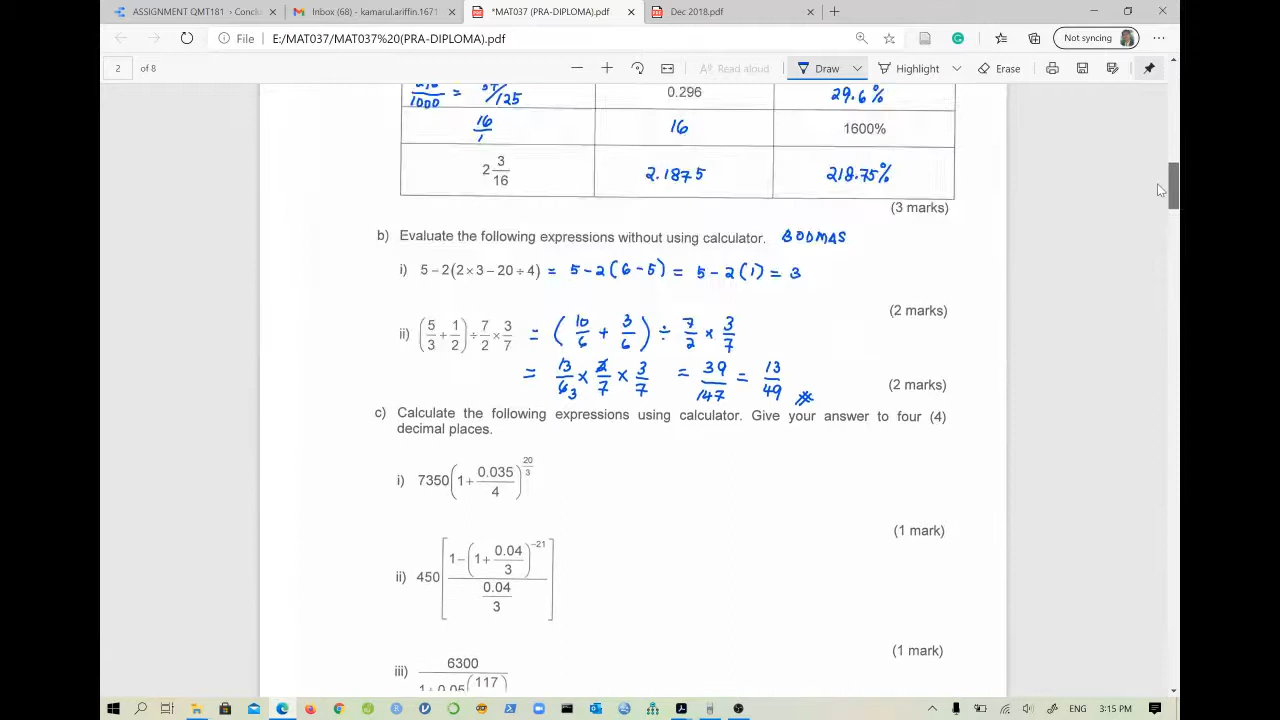 ASSIGNMENT QMT181 › Conclu
Inbox (68) - kamarul.ariffin.1671
*MAT037 (PRA-DIPLOMA).pdf
Dec 2018.pdf
File E:/MAT037/MAT037%20(PRA-DIPLOMA).pdf
Not syncing
2 of 8
Read aloud
Draw
Highlight
Erase
1000 = /125
0.296
29.6%
16/1
16
1600%
2 3/16
2.1875
218.75%
(3 marks)
b) Evaluate the following expressions without using calculator. BODMAS
i) 5 – 2(2 × 3 – 20 ÷ 4) = 5 - 2(6 - 5) = 5 - 2(1) = 3
(2 marks)
ii) (5/3 + 1/2) ÷ 7/2 × 3/7 = (10/6 + 3/6) ÷ 7/2 × 3/7
= 13/6 3 × 2/7 × 3/7 = 39/147 = 13/49
(2 marks)
c) Calculate the following expressions using calculator. Give your answer to four (4)
decimal places.
i) 7350(1 + 0.035/4)^20/3
(1 mark)
ii) 450[1 – (1 + 0.04/3)^–21 / 0.04/3]
(1 mark)
iii) 6300
1 + 0.05(117)
ENG
3:15 PM